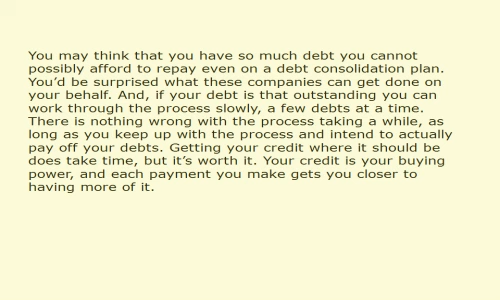 You may think that you have so much debt you cannot
possibly afford to repay even on a debt consolidation plan.
You’d be surprised what these companies can get done on
your behalf. And, if your debt is that outstanding you can
work through the process slowly, a few debts at a time.
There is nothing wrong with the process taking a while, as
long as you keep up with the process and intend to actually
pay off your debts. Getting your credit where it should be
does take time, but it’s worth it. Your credit is your buying
power, and each payment you make gets you closer to
having more of it.